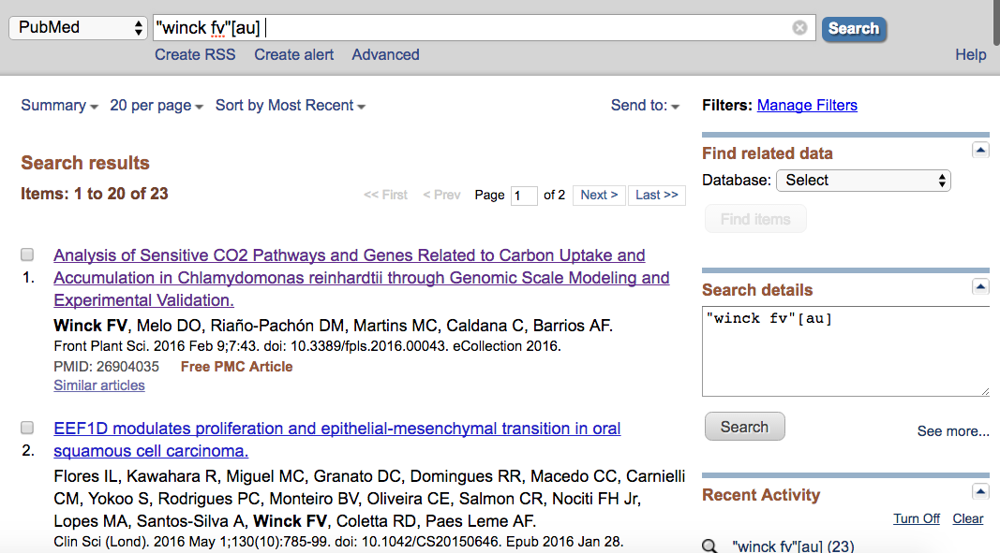 PubMed
"winck fv"[au]
Search
Create RSS Create alert Advanced
Help
Summary 20 per page Sort by Most Recent
Send to:
Filters: Manage Filters
Search results
Items: 1 to 20 of 23
<< First < Prev Page 1 of 2 Next > Last >>
1. Analysis of Sensitive CO2 Pathways and Genes Related to Carbon Uptake and
Accumulation in Chlamydomonas reinhardtii through Genomic Scale Modeling and
Experimental Validation.
Winck FV, Melo DO, Riaño-Pachón DM, Martins MC, Caldana C, Barrios AF.
Front Plant Sci. 2016 Feb 9;7:43. doi: 10.3389/fpls.2016.00043. eCollection 2016.
PMID: 26904035 Free PMC Article
Similar articles
2. EEF1D modulates proliferation and epithelial-mesenchymal transition in oral
squamous cell carcinoma.
Flores IL, Kawahara R, Miguel MC, Granato DC, Domingues RR, Macedo CC, Carnielli
CM, Yokoo S, Rodrigues PC, Monteiro BV, Oliveira CE, Salmon CR, Nociti FH Jr,
Lopes MA, Santos-Silva A, Winck FV, Coletta RD, Paes Leme AF.
Clin Sci (Lond). 2016 May 1;130(10):785-99. doi: 10.1042/CS20150646. Epub 2016 Jan 28.
Find related data
Database: Select
Find items
Search details
"winck fv"[au]
Search
See more...
Recent Activity
Turn Off Clear
"winck fv"[au] (23)